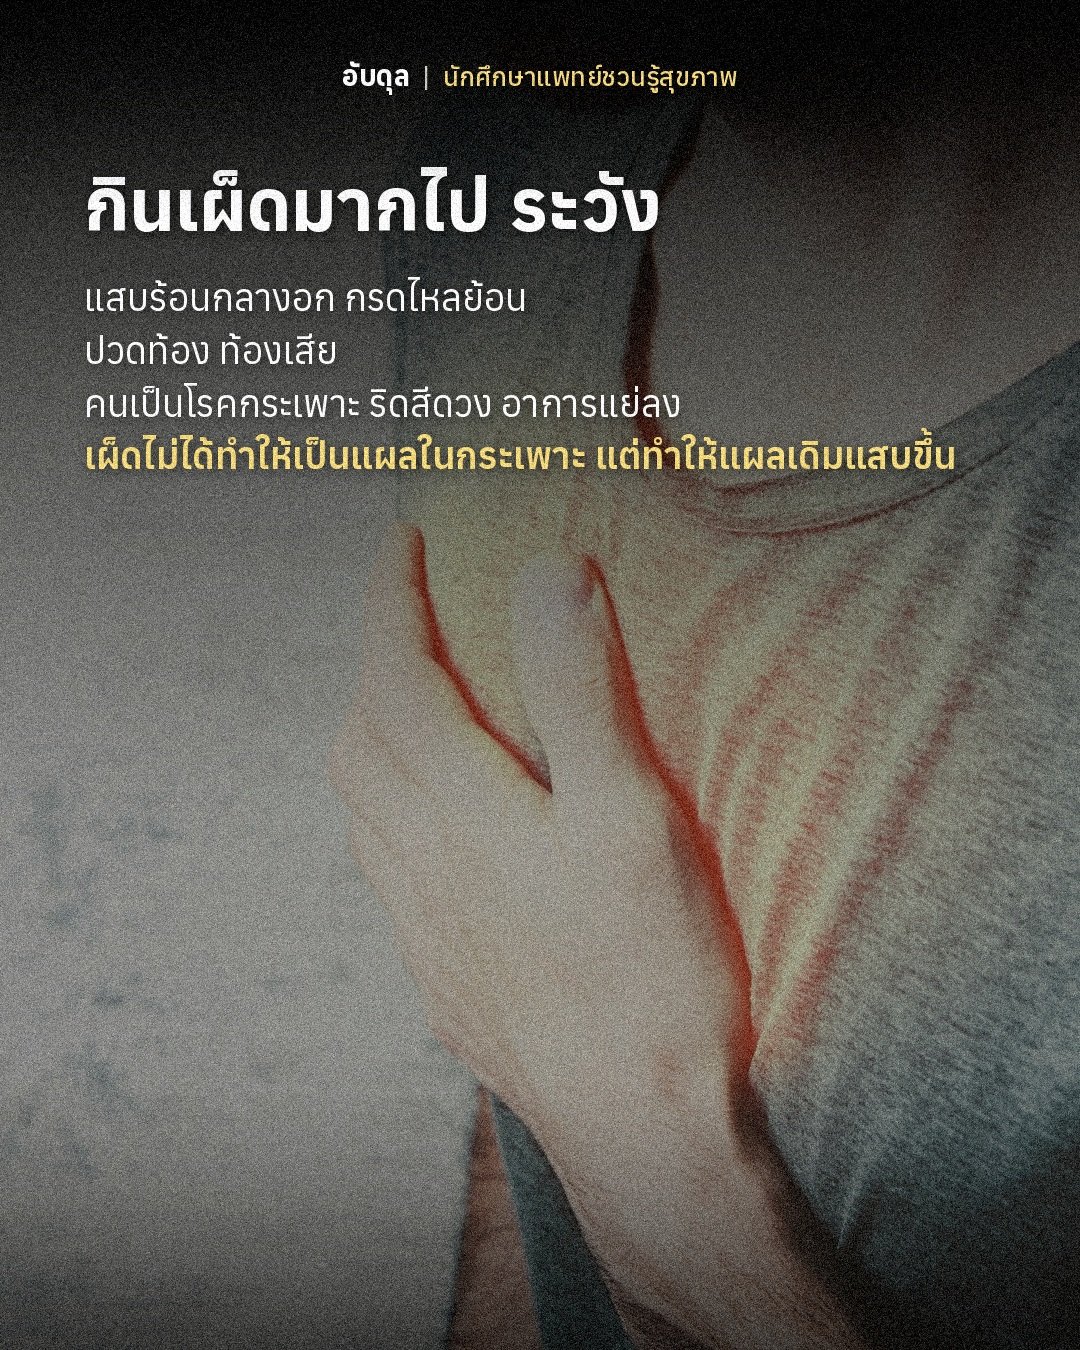 อับดุล | นักศึกษาแพทย์ชวนรู้สุขภาพ
กินเผ็ดมากไป ระวัง
แสบร้อนกลางอก กรดไหลย้อน
ปวดท้อง ท้องเสีย
คนเป็นโรคกระเพาะ ริดสีดวง อาการแย่ลง
เผ็ดไม่ได้ทำให้เป็นแผลในกระเพาะ แต่ทำให้แผลเดิมแสบขึ้น